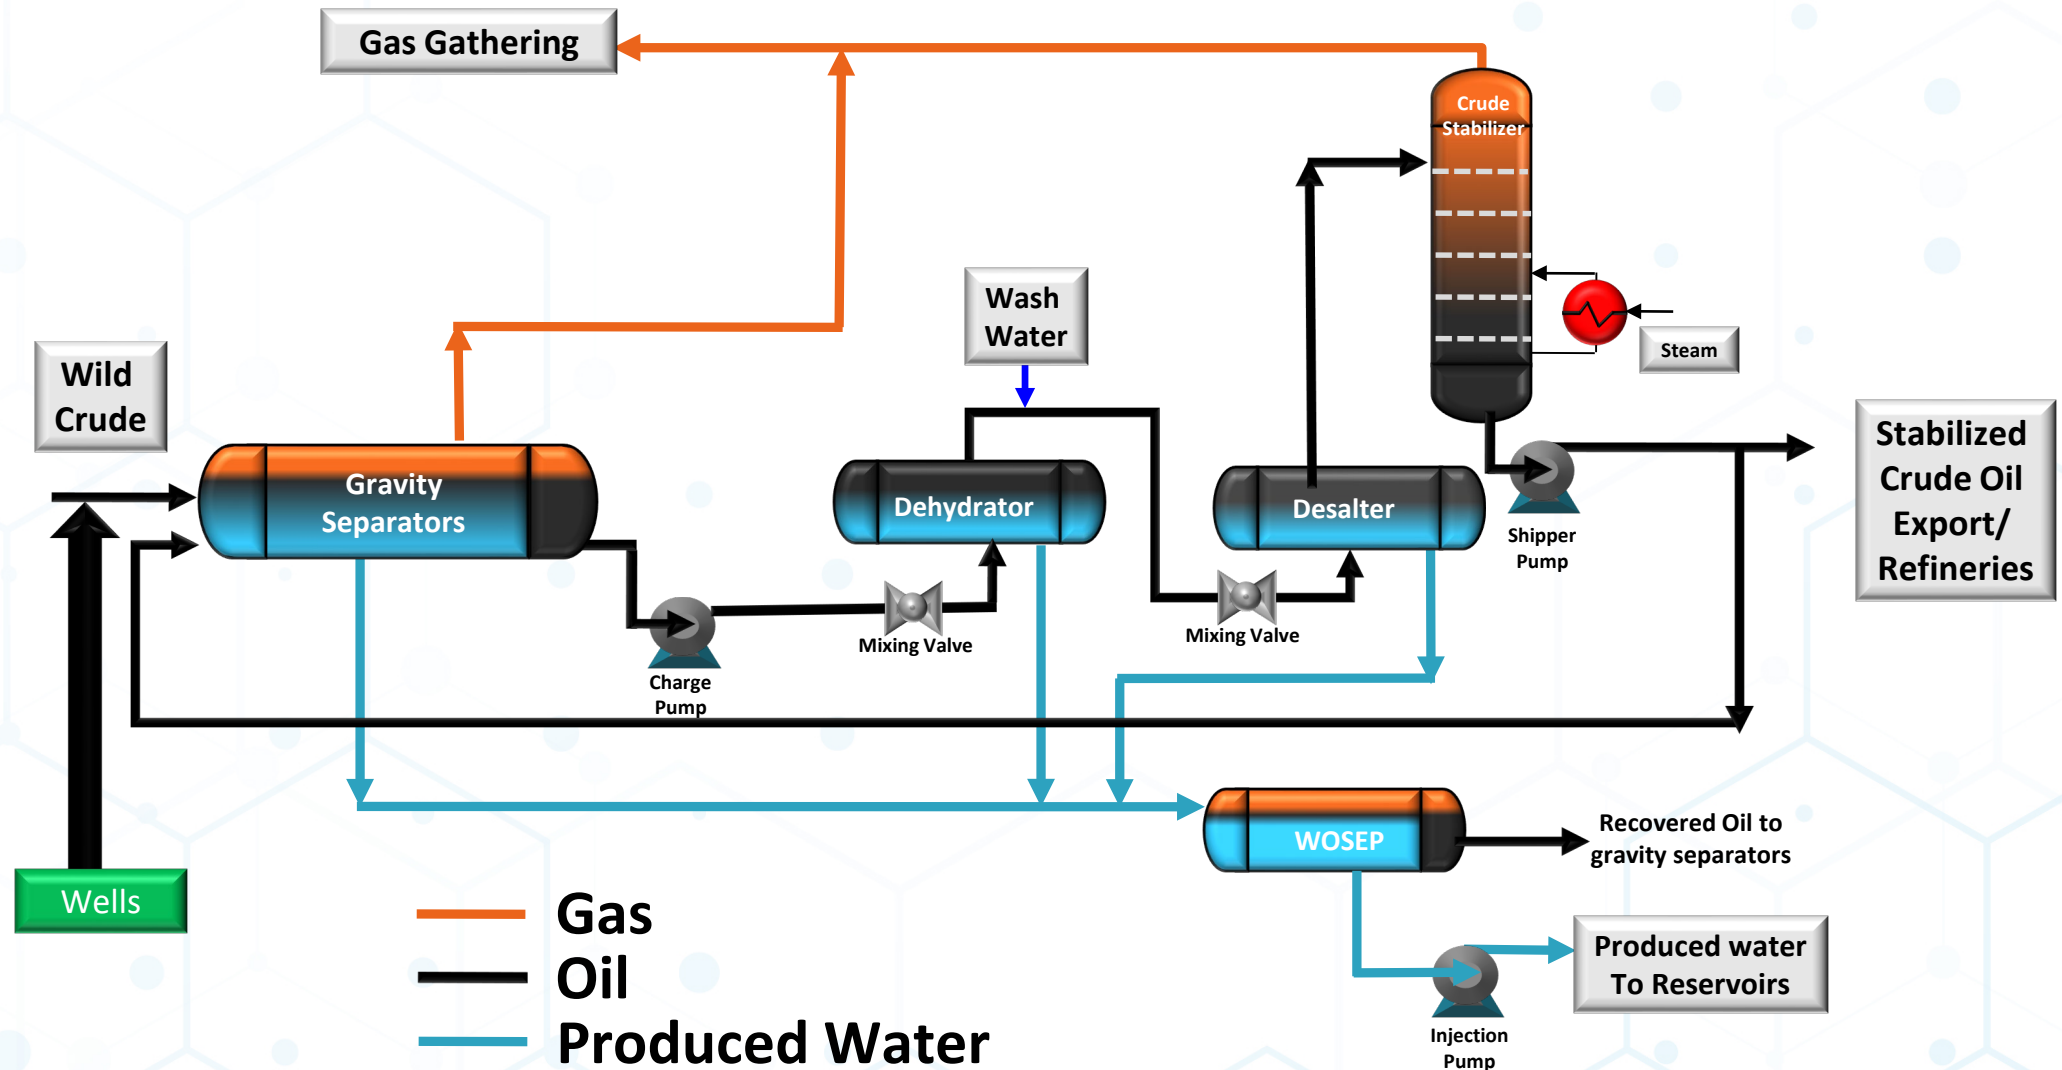 Gas Gathering
Crude
Stabilizer
Wash
Water
Wild
Crude
Steam
Gravity
Separators
Dehydrator
Desalter
Stabilized
Crude Oil
Export/
Refineries
Shipper
Pump
Mixing Valve
Mixing Valve
Charge
Pump
WOSEP
Recovered Oil to
gravity separators
Wells
Gas
Oil
Produced Water
Produced water
To Reservoirs
Injection
Pump